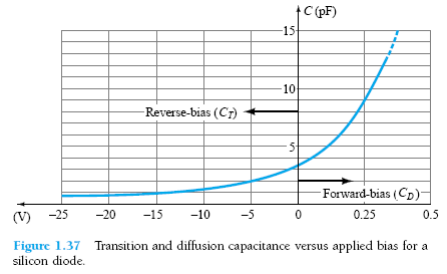 C (pF)
15
10
Reverse-bias (C_T)
5
Forward-bias (C_D)
(V) −25 −20 −15 −10 −5 0 0.25 0.5
Figure 1.37 Transition and diffusion capacitance versus applied bias for a
silicon diode.